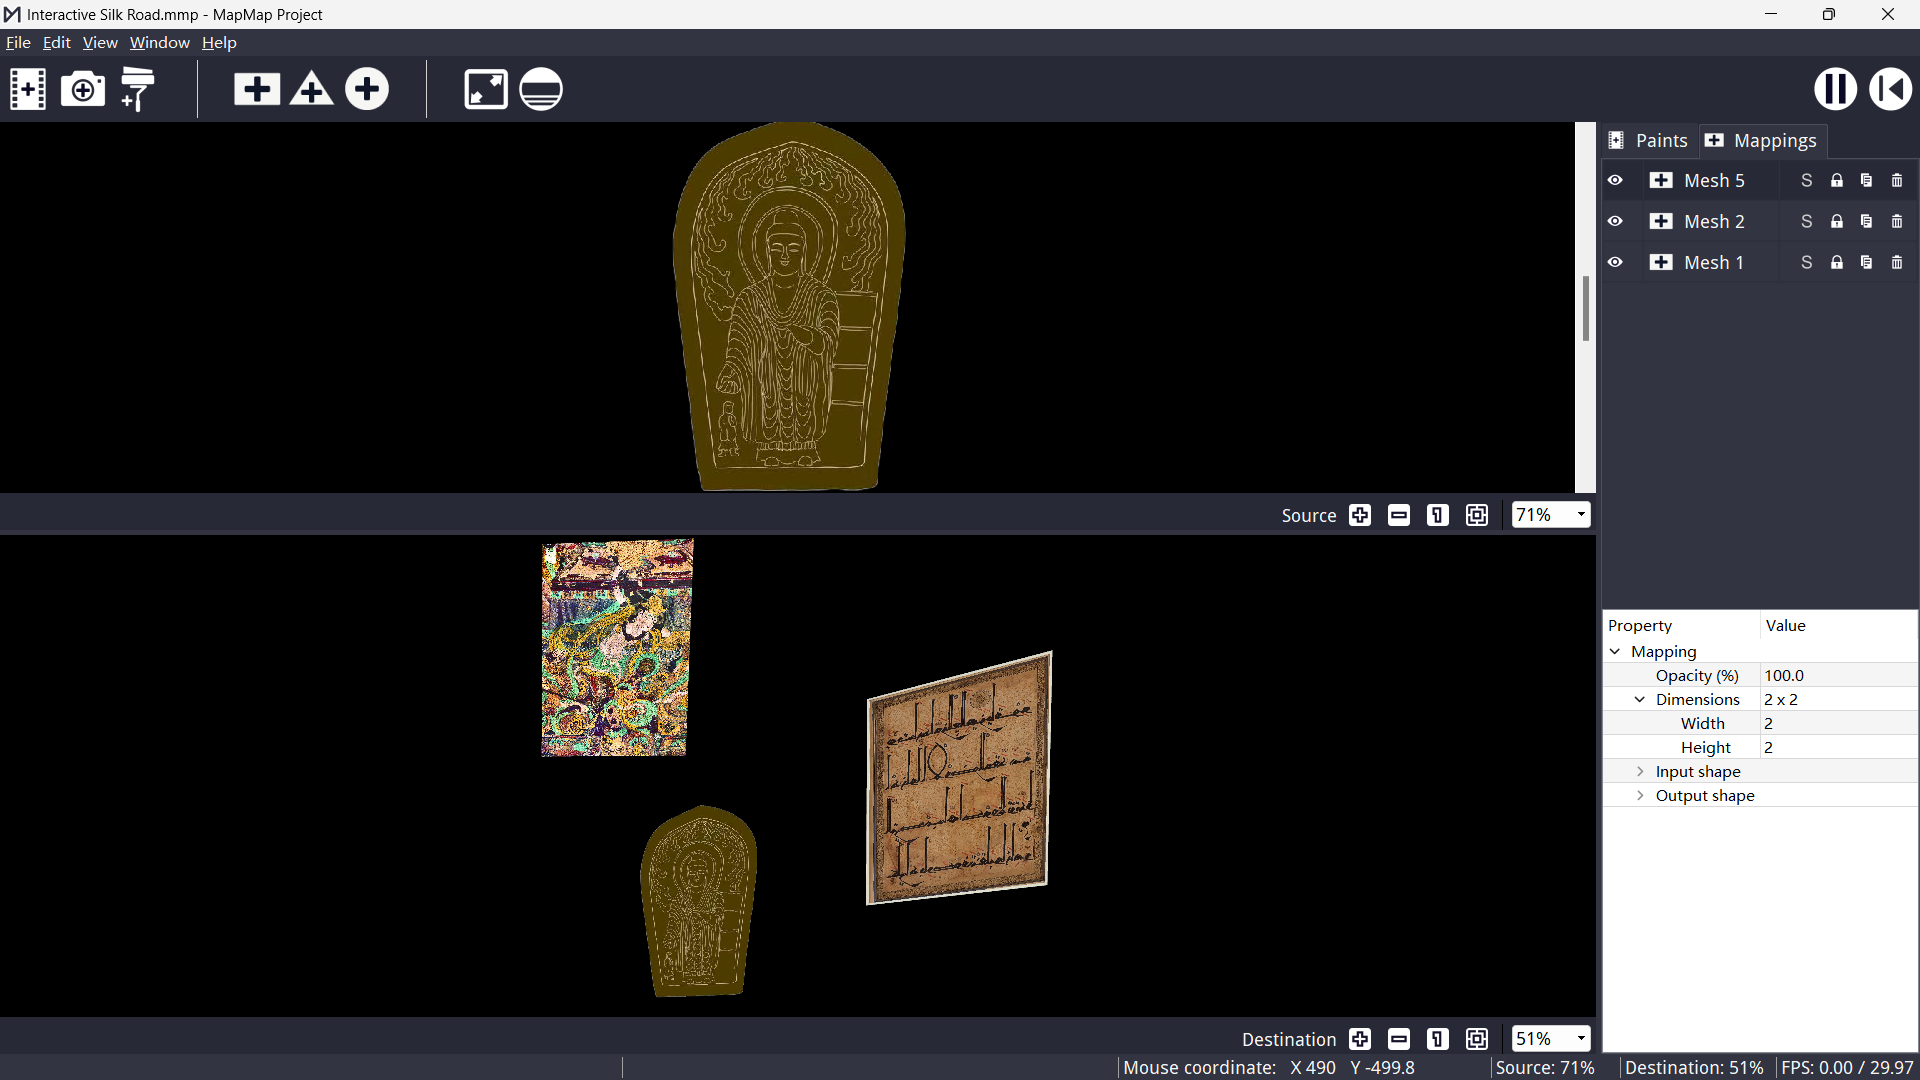 Interactive Silk Road.mmp - MapMap Project
File Edit View Window Help
Paints Mappings
Mesh 5 S
Mesh 2 S
Mesh 1 S
Source 71%
Property Value
Mapping
Opacity (%) 100.0
Dimensions 2 x 2
Width 2
Height 2
Input shape
Output shape
Destination 51%
Mouse coordinate: X 490 Y -499.8 Source: 71% Destination: 51% FPS: 0.00 / 29.97